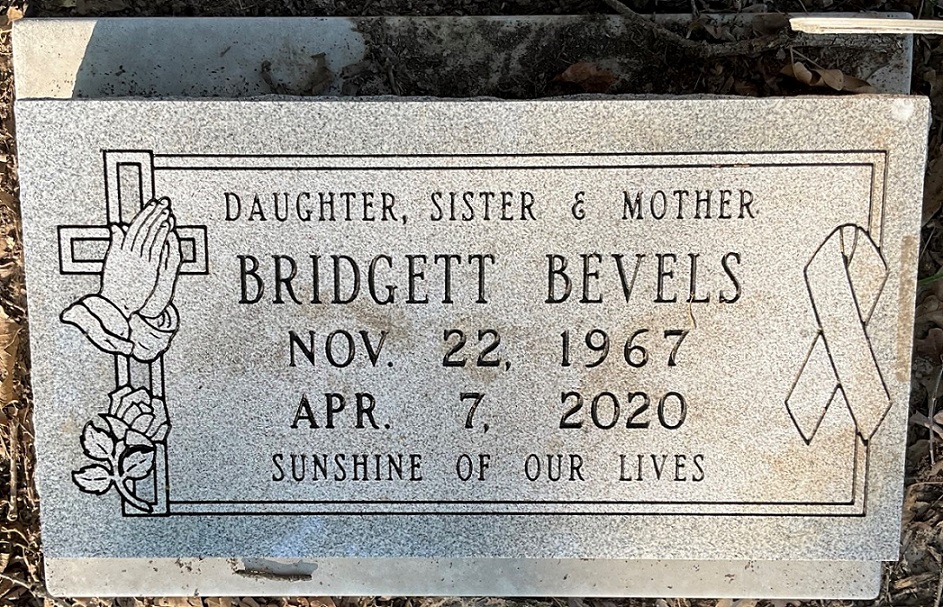 DAUGHTER, SISTER & MOTHER
BRIDGETT BEVELS
NOV. 22, 1967
APR. 7, 2020
SUNSHINE OF OUR LIVES